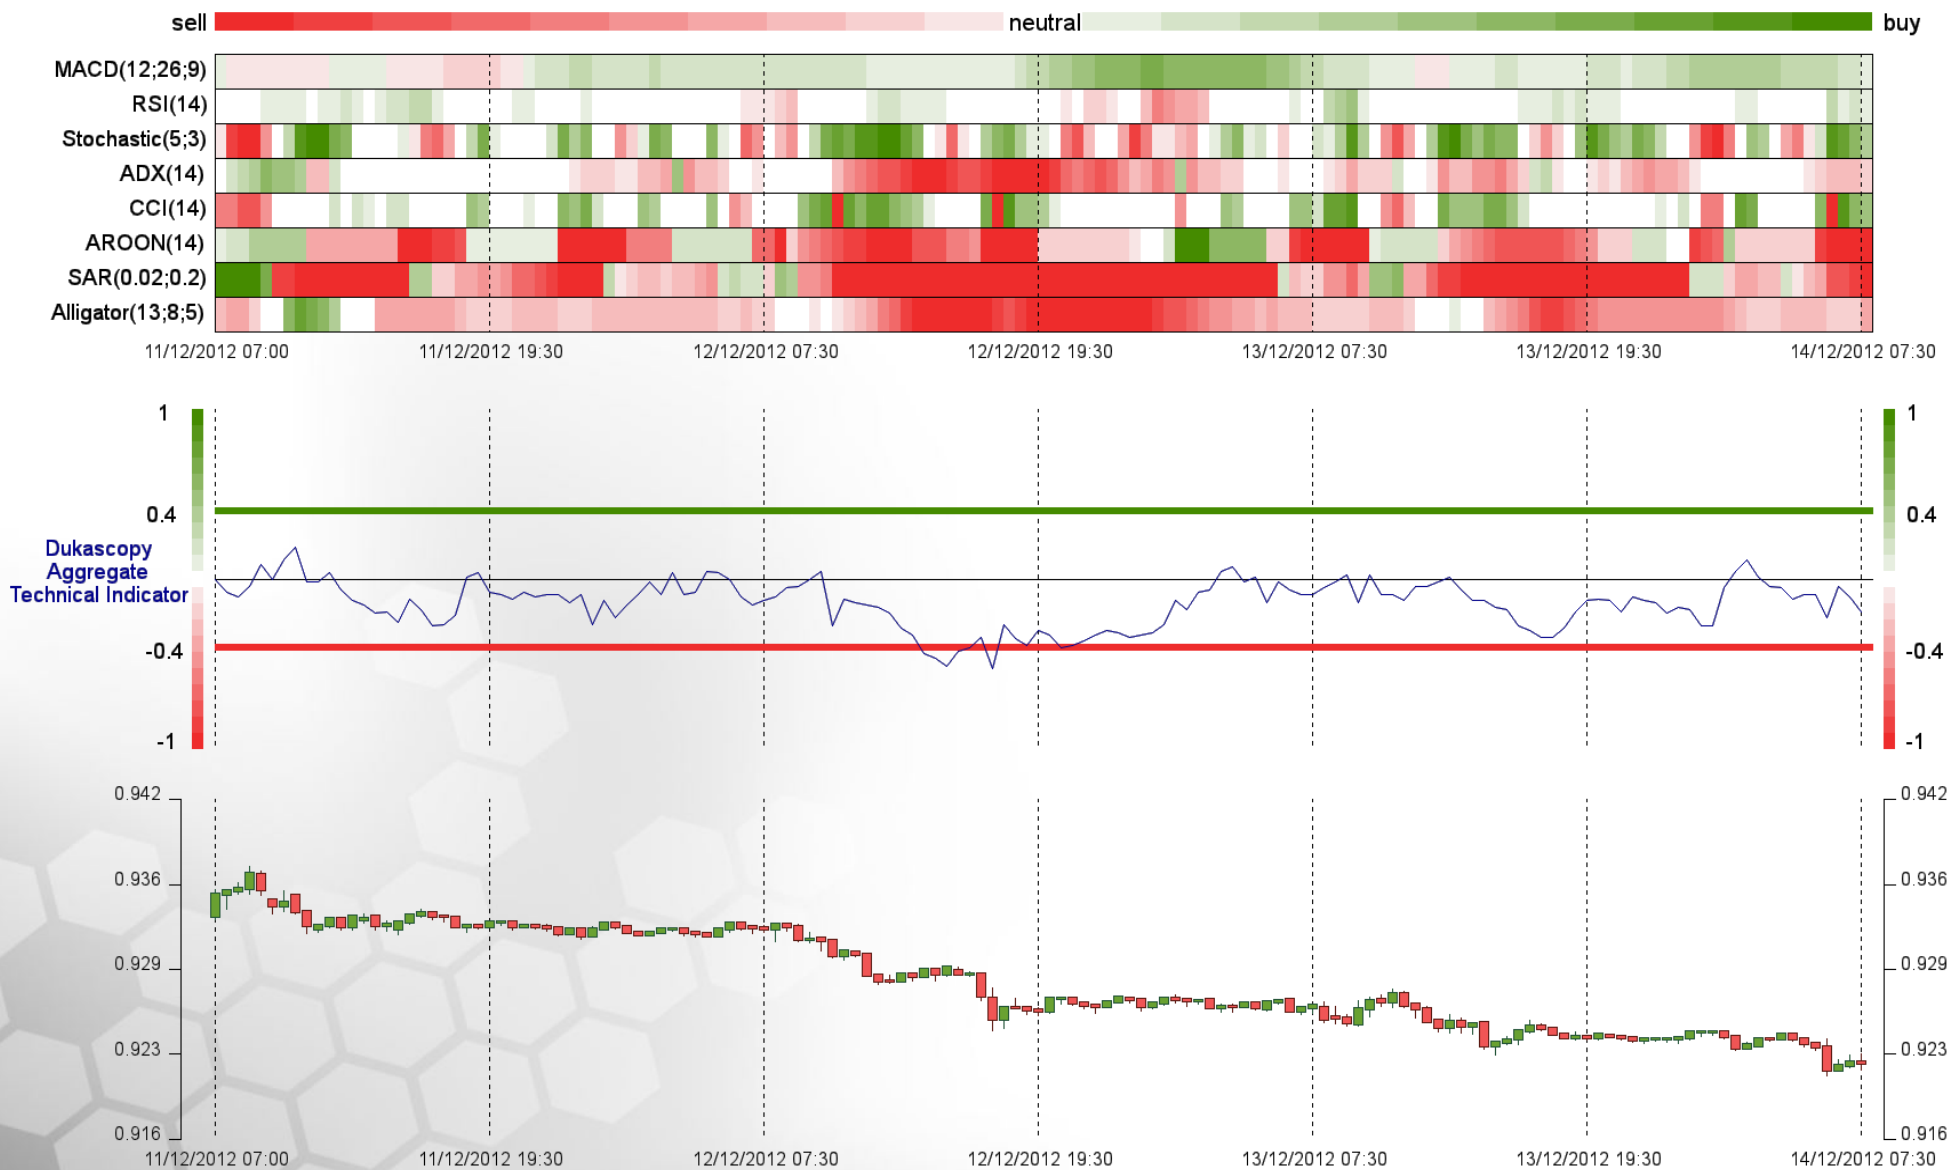 sell neutral buy
MACD(12;26;9)
RSI(14)
Stochastic(5;3)
ADX(14)
CCI(14)
AROON(14)
SAR(0.02;0.2)
Alligator(13;8;5)
11/12/2012 07:00 11/12/2012 19:30 12/12/2012 07:30 12/12/2012 19:30 13/12/2012 07:30 13/12/2012 19:30 14/12/2012 07:30
1 1
0.4 0.4
Dukascopy
Aggregate
Technical Indicator
-0.4 -0.4
-1 -1
0.942 0.942
0.936 0.936
0.929 0.929
0.923 0.923
0.916 0.916
11/12/2012 07:00 11/12/2012 19:30 12/12/2012 07:30 12/12/2012 19:30 13/12/2012 07:30 13/12/2012 19:30 14/12/2012 07:30